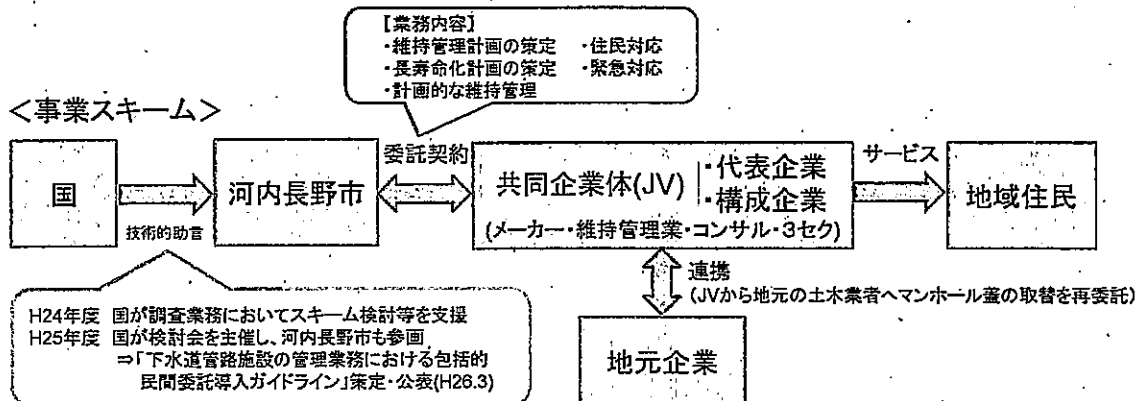 【業務内容】
・維持管理計画の策定 ・住民対応
・長寿命化計画の策定 ・緊急対応
・計画的な維持管理
＜事業スキーム＞
国
技術的助言
河内長野市
委託契約
共同企業体(JV)
・代表企業
・構成企業
(メーカー・維持管理業・コンサル・3セク)
サービス
地域住民
連携
(JVから地元の土木業者へマンホール蓋の取替を再委託)
H24年度 国が調査業務においてスキーム検討等を支援
H25年度 国が検討会を主催し、河内長野市も参画
⇒「下水道管路施設の管理業務における包括的
民間委託導入ガイドライン」策定・公表(H26.3)
地元企業